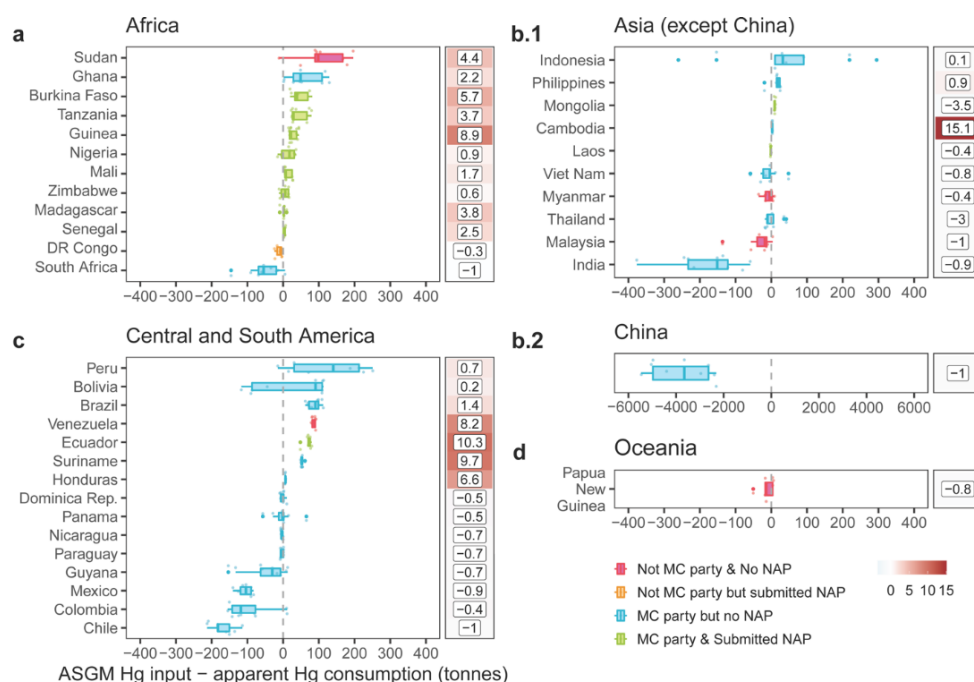 a
Africa
Sudan 4.4
Ghana 2.2
Burkina Faso 5.7
Tanzania 3.7
Guinea 8.9
Nigeria 0.9
Mali 1.7
Zimbabwe 0.6
Madagascar 3.8
Senegal 2.5
DR Congo −0.3
South Africa −1
−400 −300 −200 −100 0 100 200 300 400
b.1
Asia (except China)
Indonesia 0.1
Philippines 0.9
Mongolia −3.5
Cambodia 15.1
Laos −0.4
Viet Nam −0.8
Myanmar −0.4
Thailand −3
Malaysia −1
India −0.9
−400 −300 −200 −100 0 100 200 300 400
c
Central and South America
Peru 0.7
Bolivia 0.2
Brazil 1.4
Venezuela 8.2
Ecuador 10.3
Suriname 9.7
Honduras 6.6
Dominica Rep. −0.5
Panama −0.5
Nicaragua −0.7
Paraguay −0.7
Guyana −0.7
Mexico −0.9
Colombia −0.4
Chile −1
−400 −300 −200 −100 0 100 200 300 400
ASGM Hg input − apparent Hg consumption (tonnes)
b.2
China
−1
−6000 −4000 −2000 0 2000 4000 6000
d
Oceania
Papua
New
Guinea
−0.8
−400 −300 −200 −100 0 100 200 300 400
Not MC party & No NAP
Not MC party but submitted NAP
MC party but no NAP
MC party & Submitted NAP
0 5 10 15